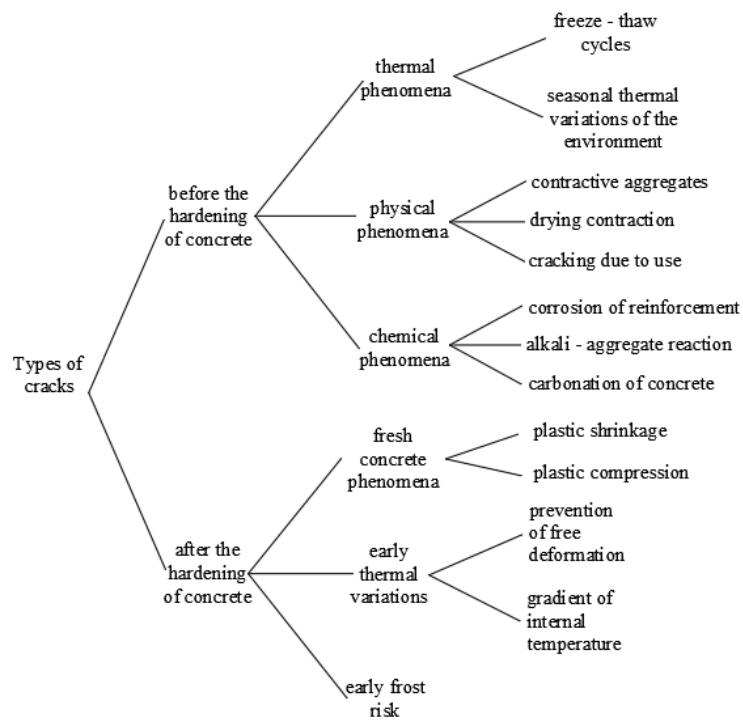 Types of
cracks
before the
hardening
of concrete
thermal
phenomena
freeze - thaw
cycles
seasonal thermal
variations of the
environment
physical
phenomena
contractive aggregates
drying contraction
cracking due to use
chemical
phenomena
corrosion of reinforcement
alkali - aggregate reaction
carbonation of concrete
after the
hardening
of concrete
fresh
concrete
phenomena
plastic shrinkage
plastic compression
early
thermal
variations
prevention
of free
deformation
gradient of
internal
temperature
early frost
risk